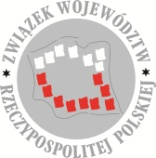 ZWIĄZEK WOJEWÓDZTW
RZECZYPOSPOLITEJ POLSKIEJ